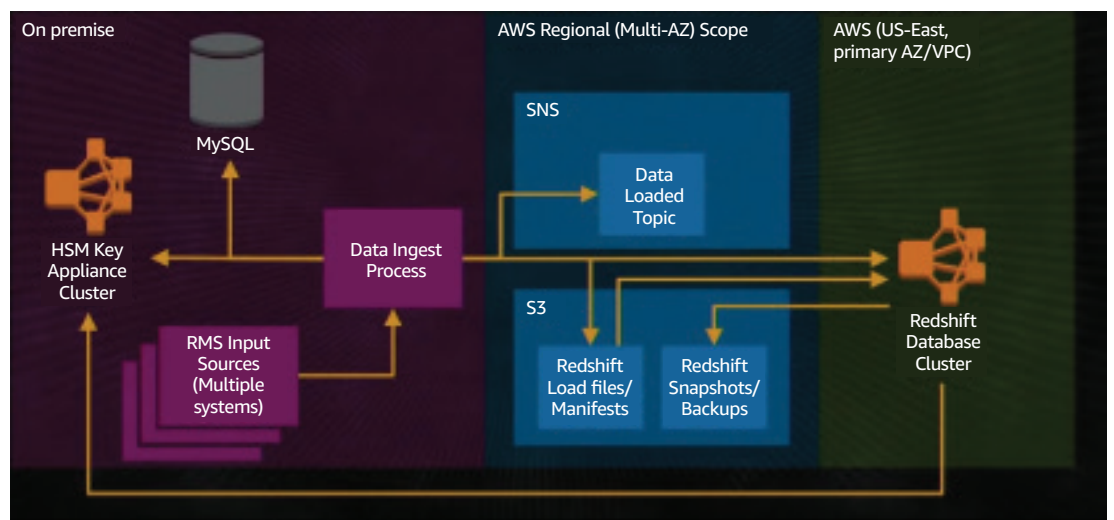 On premise
AWS Regional (Multi-AZ) Scope
AWS (US-East,
primary AZ/VPC)
MySQL
SNS
Data
Loaded
Topic
HSM Key
Appliance
Cluster
Data Ingest
Process
S3
Redshift
Database
Cluster
RMS Input
Sources
(Multiple
systems)
Redshift
Load files/
Manifests
Redshift
Snapshots/
Backups